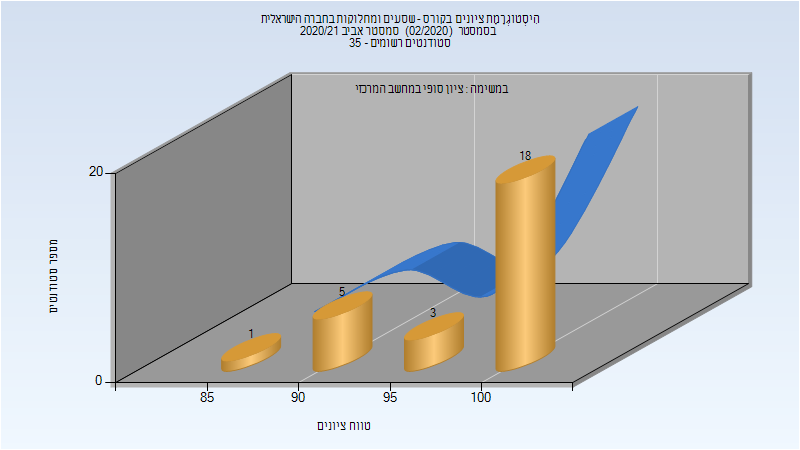 היסטוגרמת ציונים בקורס - שסעים ומחלוקות בחברה הישראלית
בסמסטר (02/2020) סמסטר אביב 2020/21
סטודנטים רשומים - 35
במשימה : ציון סופי במחשב המרכזי
18
20
5
3
1
0
85
90
95
100
מספר סטודנטים
טווח ציונים